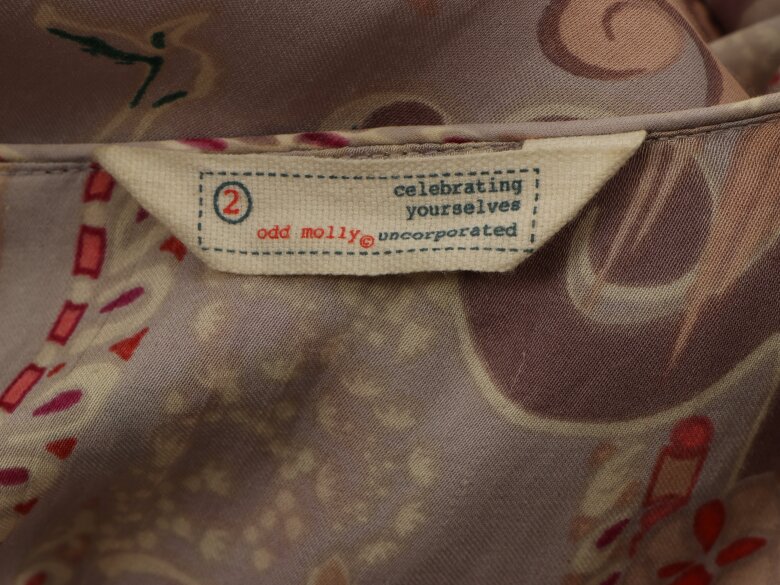 2
celebrating
yourselves
odd molly© uncorporated